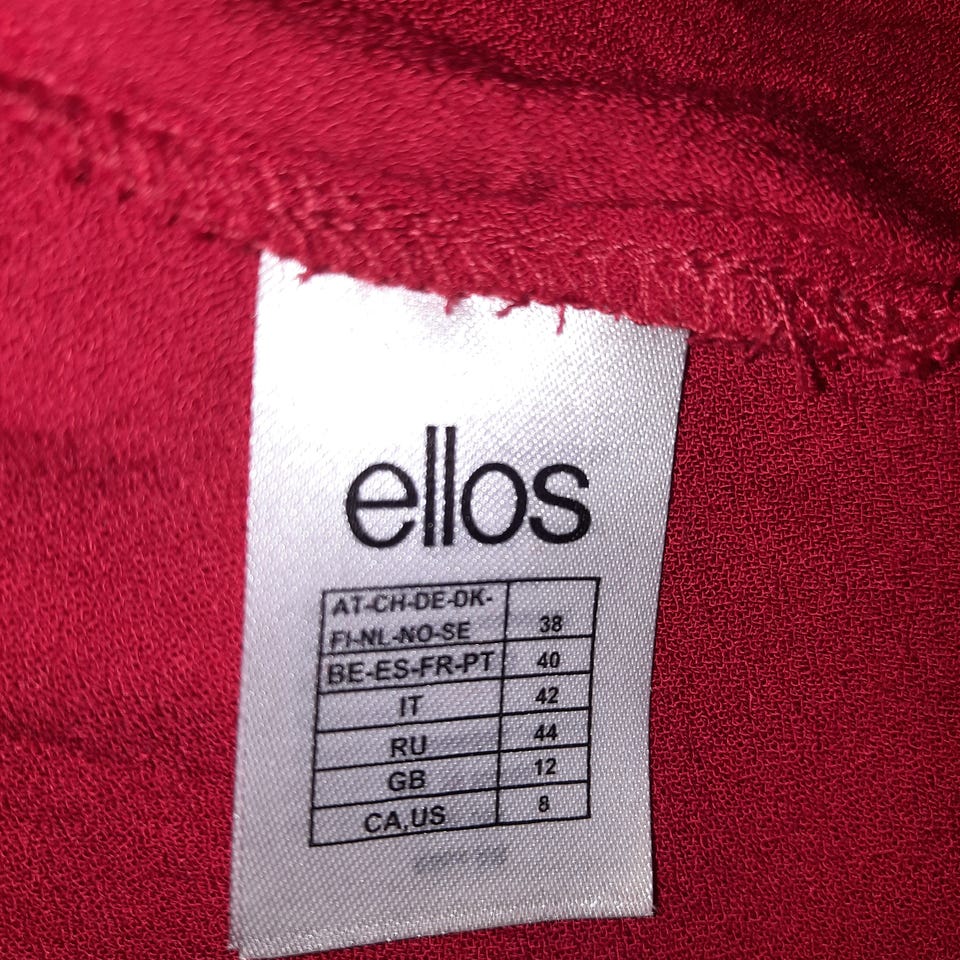 ellos
AT-CH-DE-DK-
FI-NL-NO-SE 38
BE-ES-FR-PT 40
IT 42
RU 44
GB 12
CA,US 8